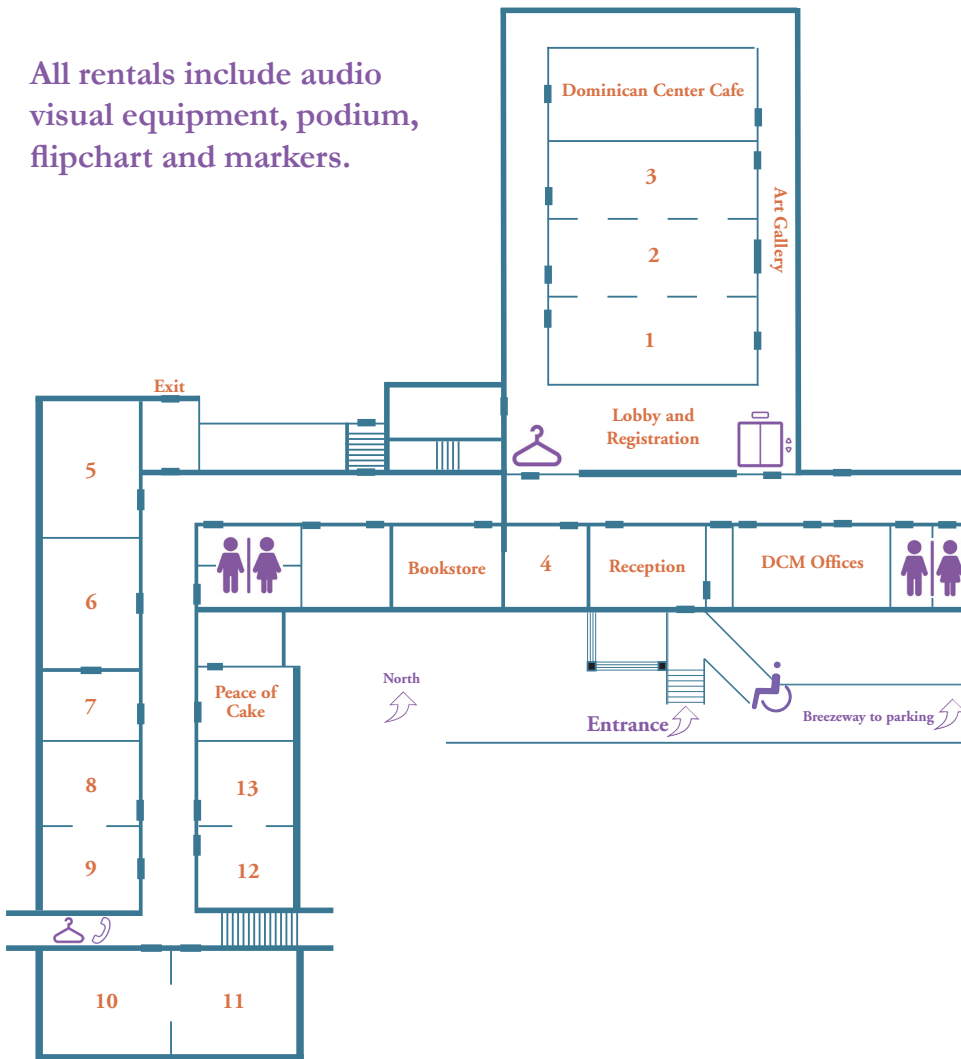 All rentals include audio
visual equipment, podium,
flipchart and markers.
Dominican Center Cafe
3
Art Gallery
2
1
Exit
Lobby and
Registration
5
Bookstore
4
Reception
DCM Offices
6
North
Peace of
Cake
7
Entrance
Breezeway to parking
8
13
9
12
10
11